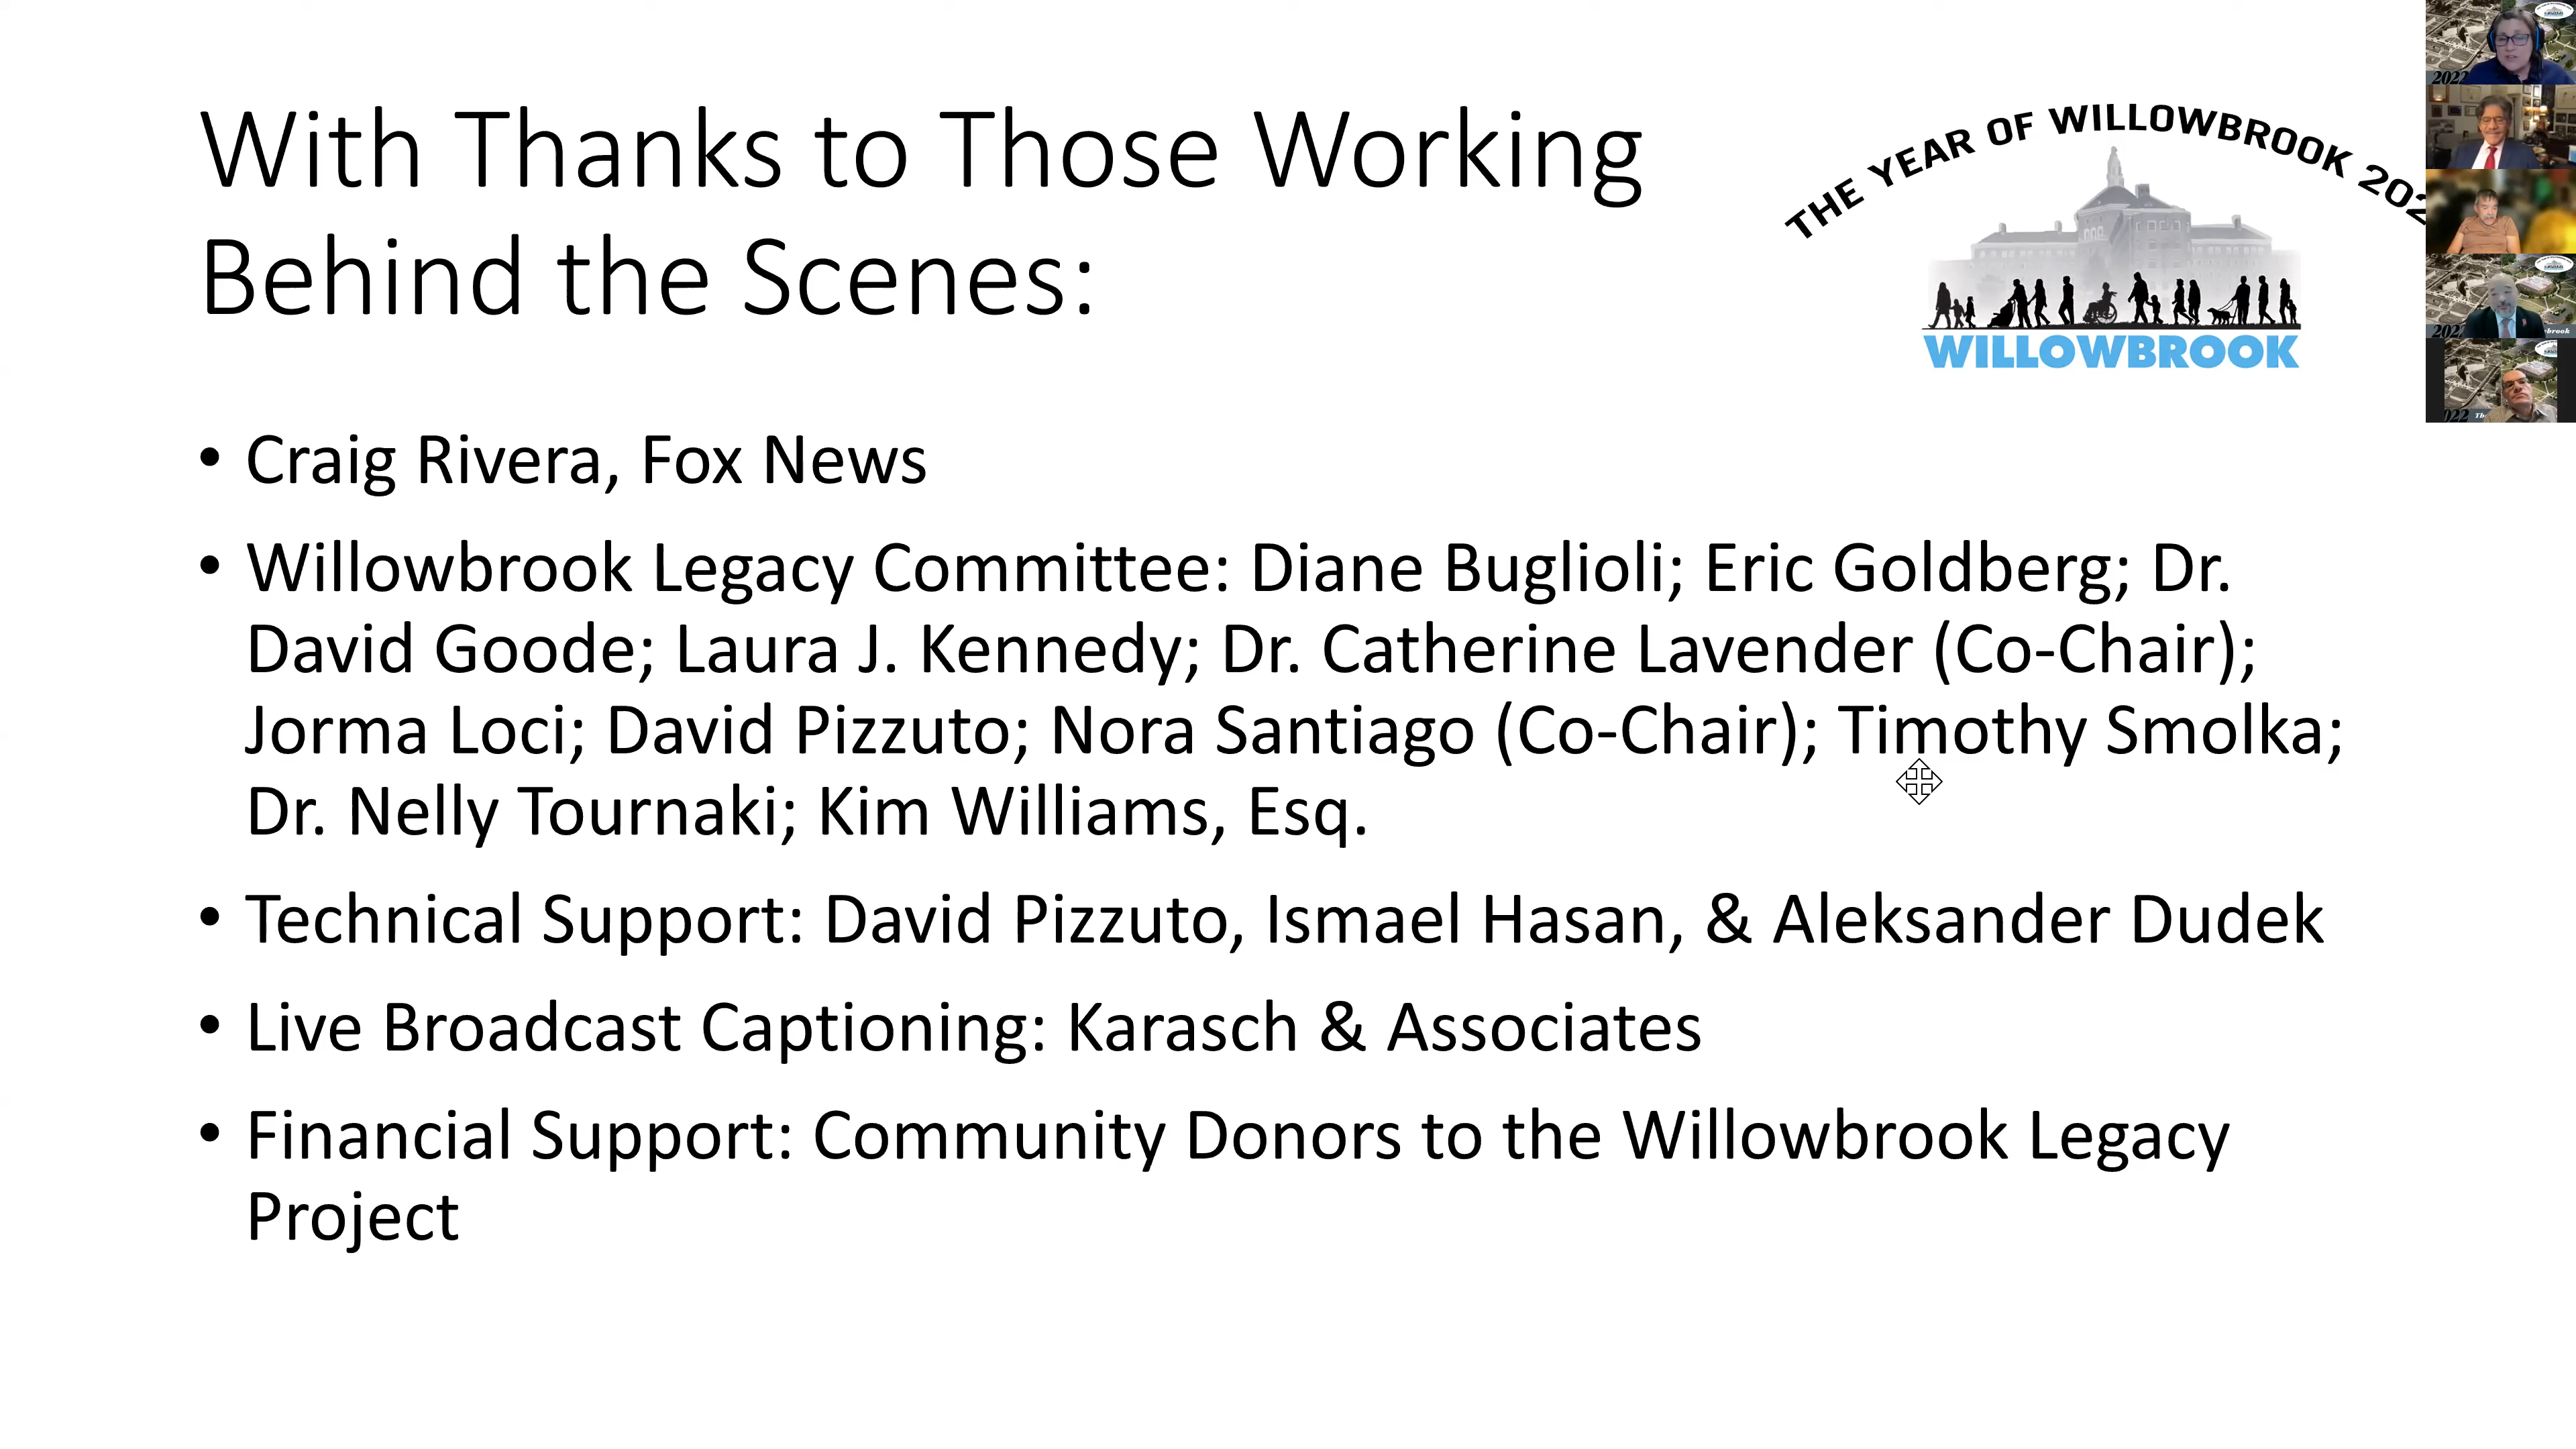 With Thanks to Those Working
Behind the Scenes:
THE YEAR OF WILLOWBROOK 202
WILLOWBROOK
• Craig Rivera, Fox News
• Willowbrook Legacy Committee: Diane Buglioli; Eric Goldberg; Dr.
David Goode; Laura J. Kennedy; Dr. Catherine Lavender (Co-Chair);
Jorma Loci; David Pizzuto; Nora Santiago (Co-Chair); Timothy Smolka;
Dr. Nelly Tournaki; Kim Williams, Esq.
• Technical Support: David Pizzuto, Ismael Hasan, & Aleksander Dudek
• Live Broadcast Captioning: Karasch & Associates
• Financial Support: Community Donors to the Willowbrook Legacy
Project
2022